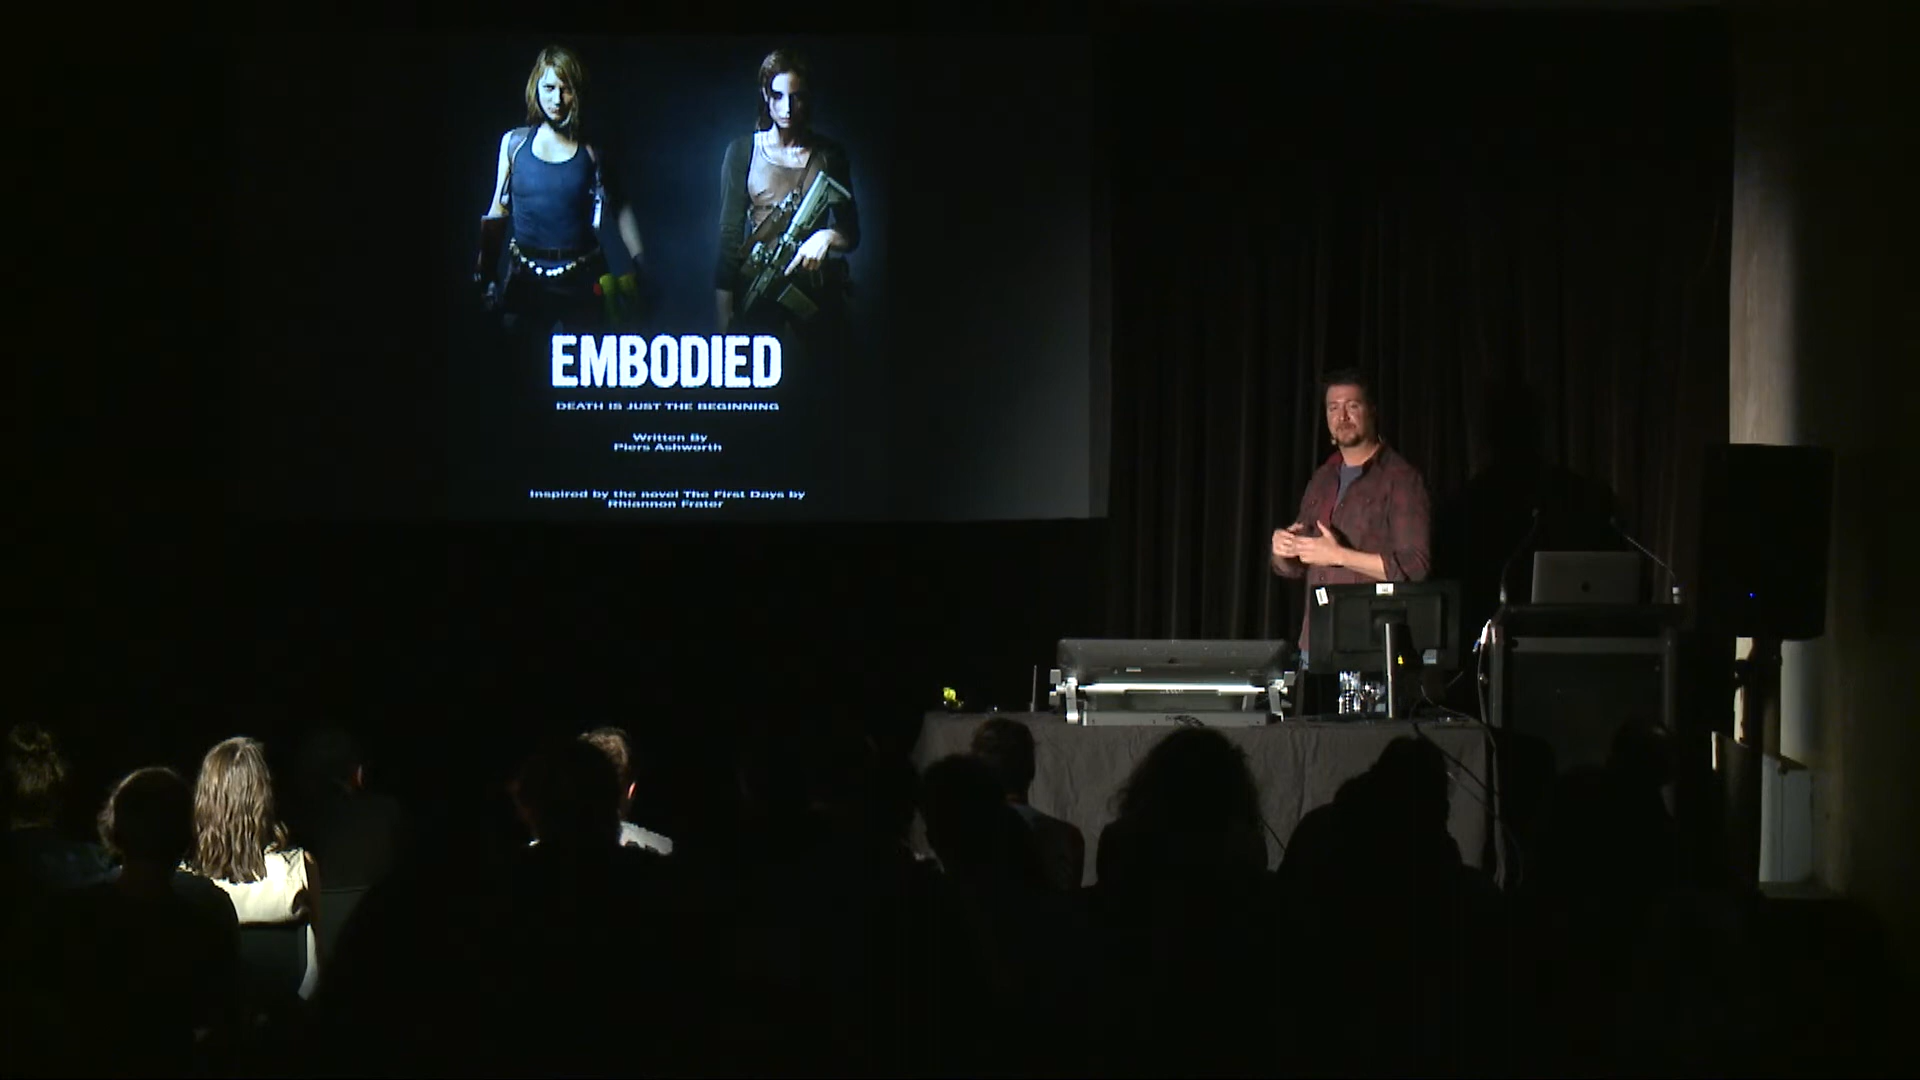 EMBODIED
DEATH IS JUST THE BEGINNING
Written By
Piers Ashworth
Inspired by the novel The First Days by
Rhiannon Frater